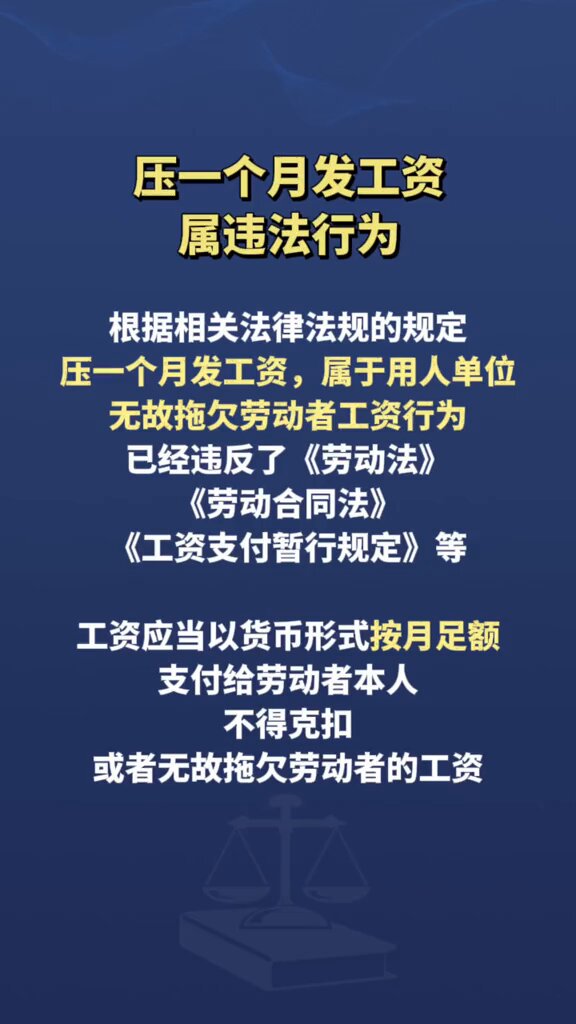 压一个月发工资
属违法行为
根据相关法律法规的规定
压一个月发工资，属于用人单位
无故拖欠劳动者工资行为
已经违反了《劳动法》
《劳动合同法》
《工资支付暂行规定》等
工资应当以货币形式按月足额
支付给劳动者本人
不得克扣
或者无故拖欠劳动者的工资